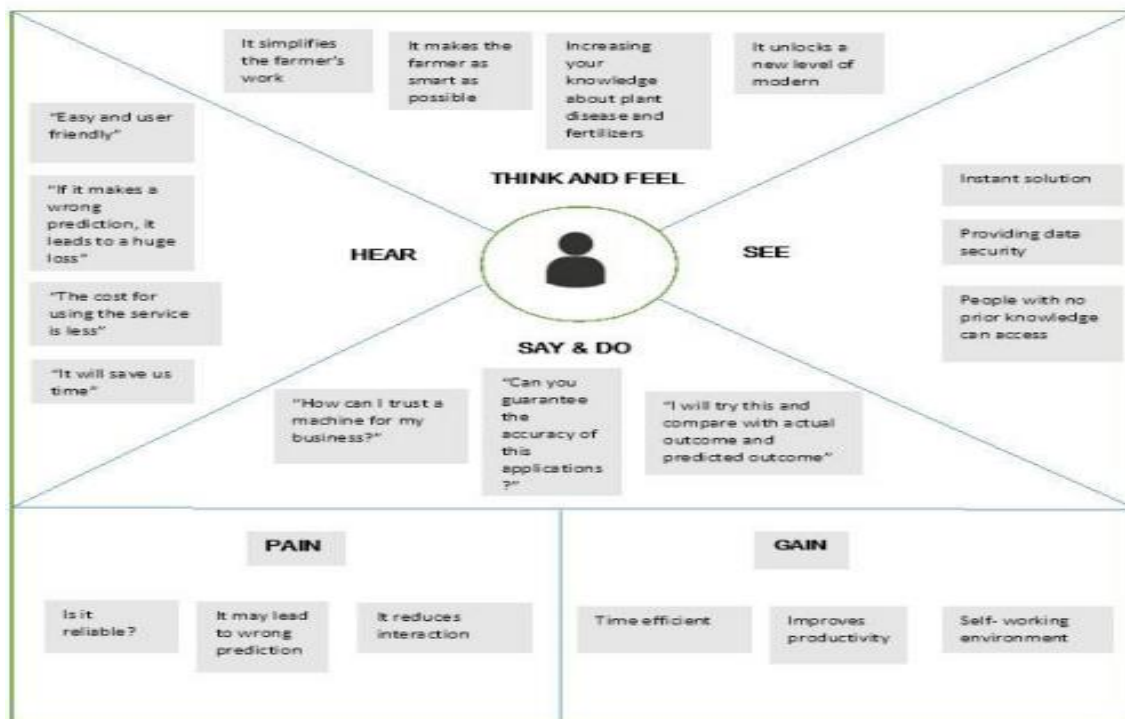 It simplifies
the farmer's
work
It makes the
farmer as
smart as
possible
Increasing
your
knowledge
about plant
disease and
fertilizers
It unlocks a
new level of
modern
THINK AND FEEL
"Easy and user
friendly"
"If it makes a
wrong
prediction, it
leads to a huge
loss"
"The cost for
using the service
is less"
"It will save us
time"
HEAR
SEE
Instant solution
Providing data
security
People with no
prior knowledge
can access
SAY & DO
"How can I trust a
machine for my
business?"
"Can you
guarantee
the
accuracy of
this
applications
?"
"I will try this and
compare with actual
outcome and
predicted outcome"
PAIN
Is it
reliable?
It may lead
to wrong
prediction
It reduces
interaction
GAIN
Time efficient
Improves
productivity
Self- working
environment